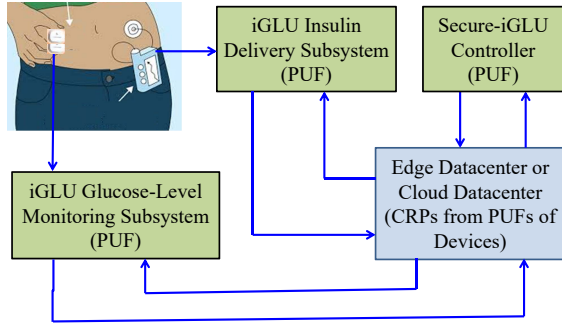 iGLU Insulin
Delivery Subsystem
(PUF)
Secure-iGLU
Controller
(PUF)
iGLU Glucose-Level
Monitoring Subsystem
(PUF)
Edge Datacenter or
Cloud Datacenter
(CRPs from PUFs of
Devices)